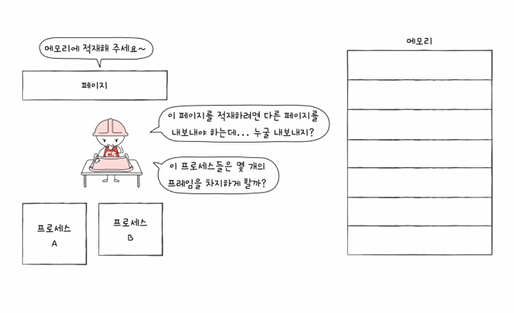 메모리에 적재해 주세요~
페이지
이 페이지를 적재하려면 다른 페이지를
내보내야 하는데... 누굴 내보내지?
이 프로세스들은 몇 개의
프레임을 차지하게 할까?
프로세스
A
프로세스
B
메모리